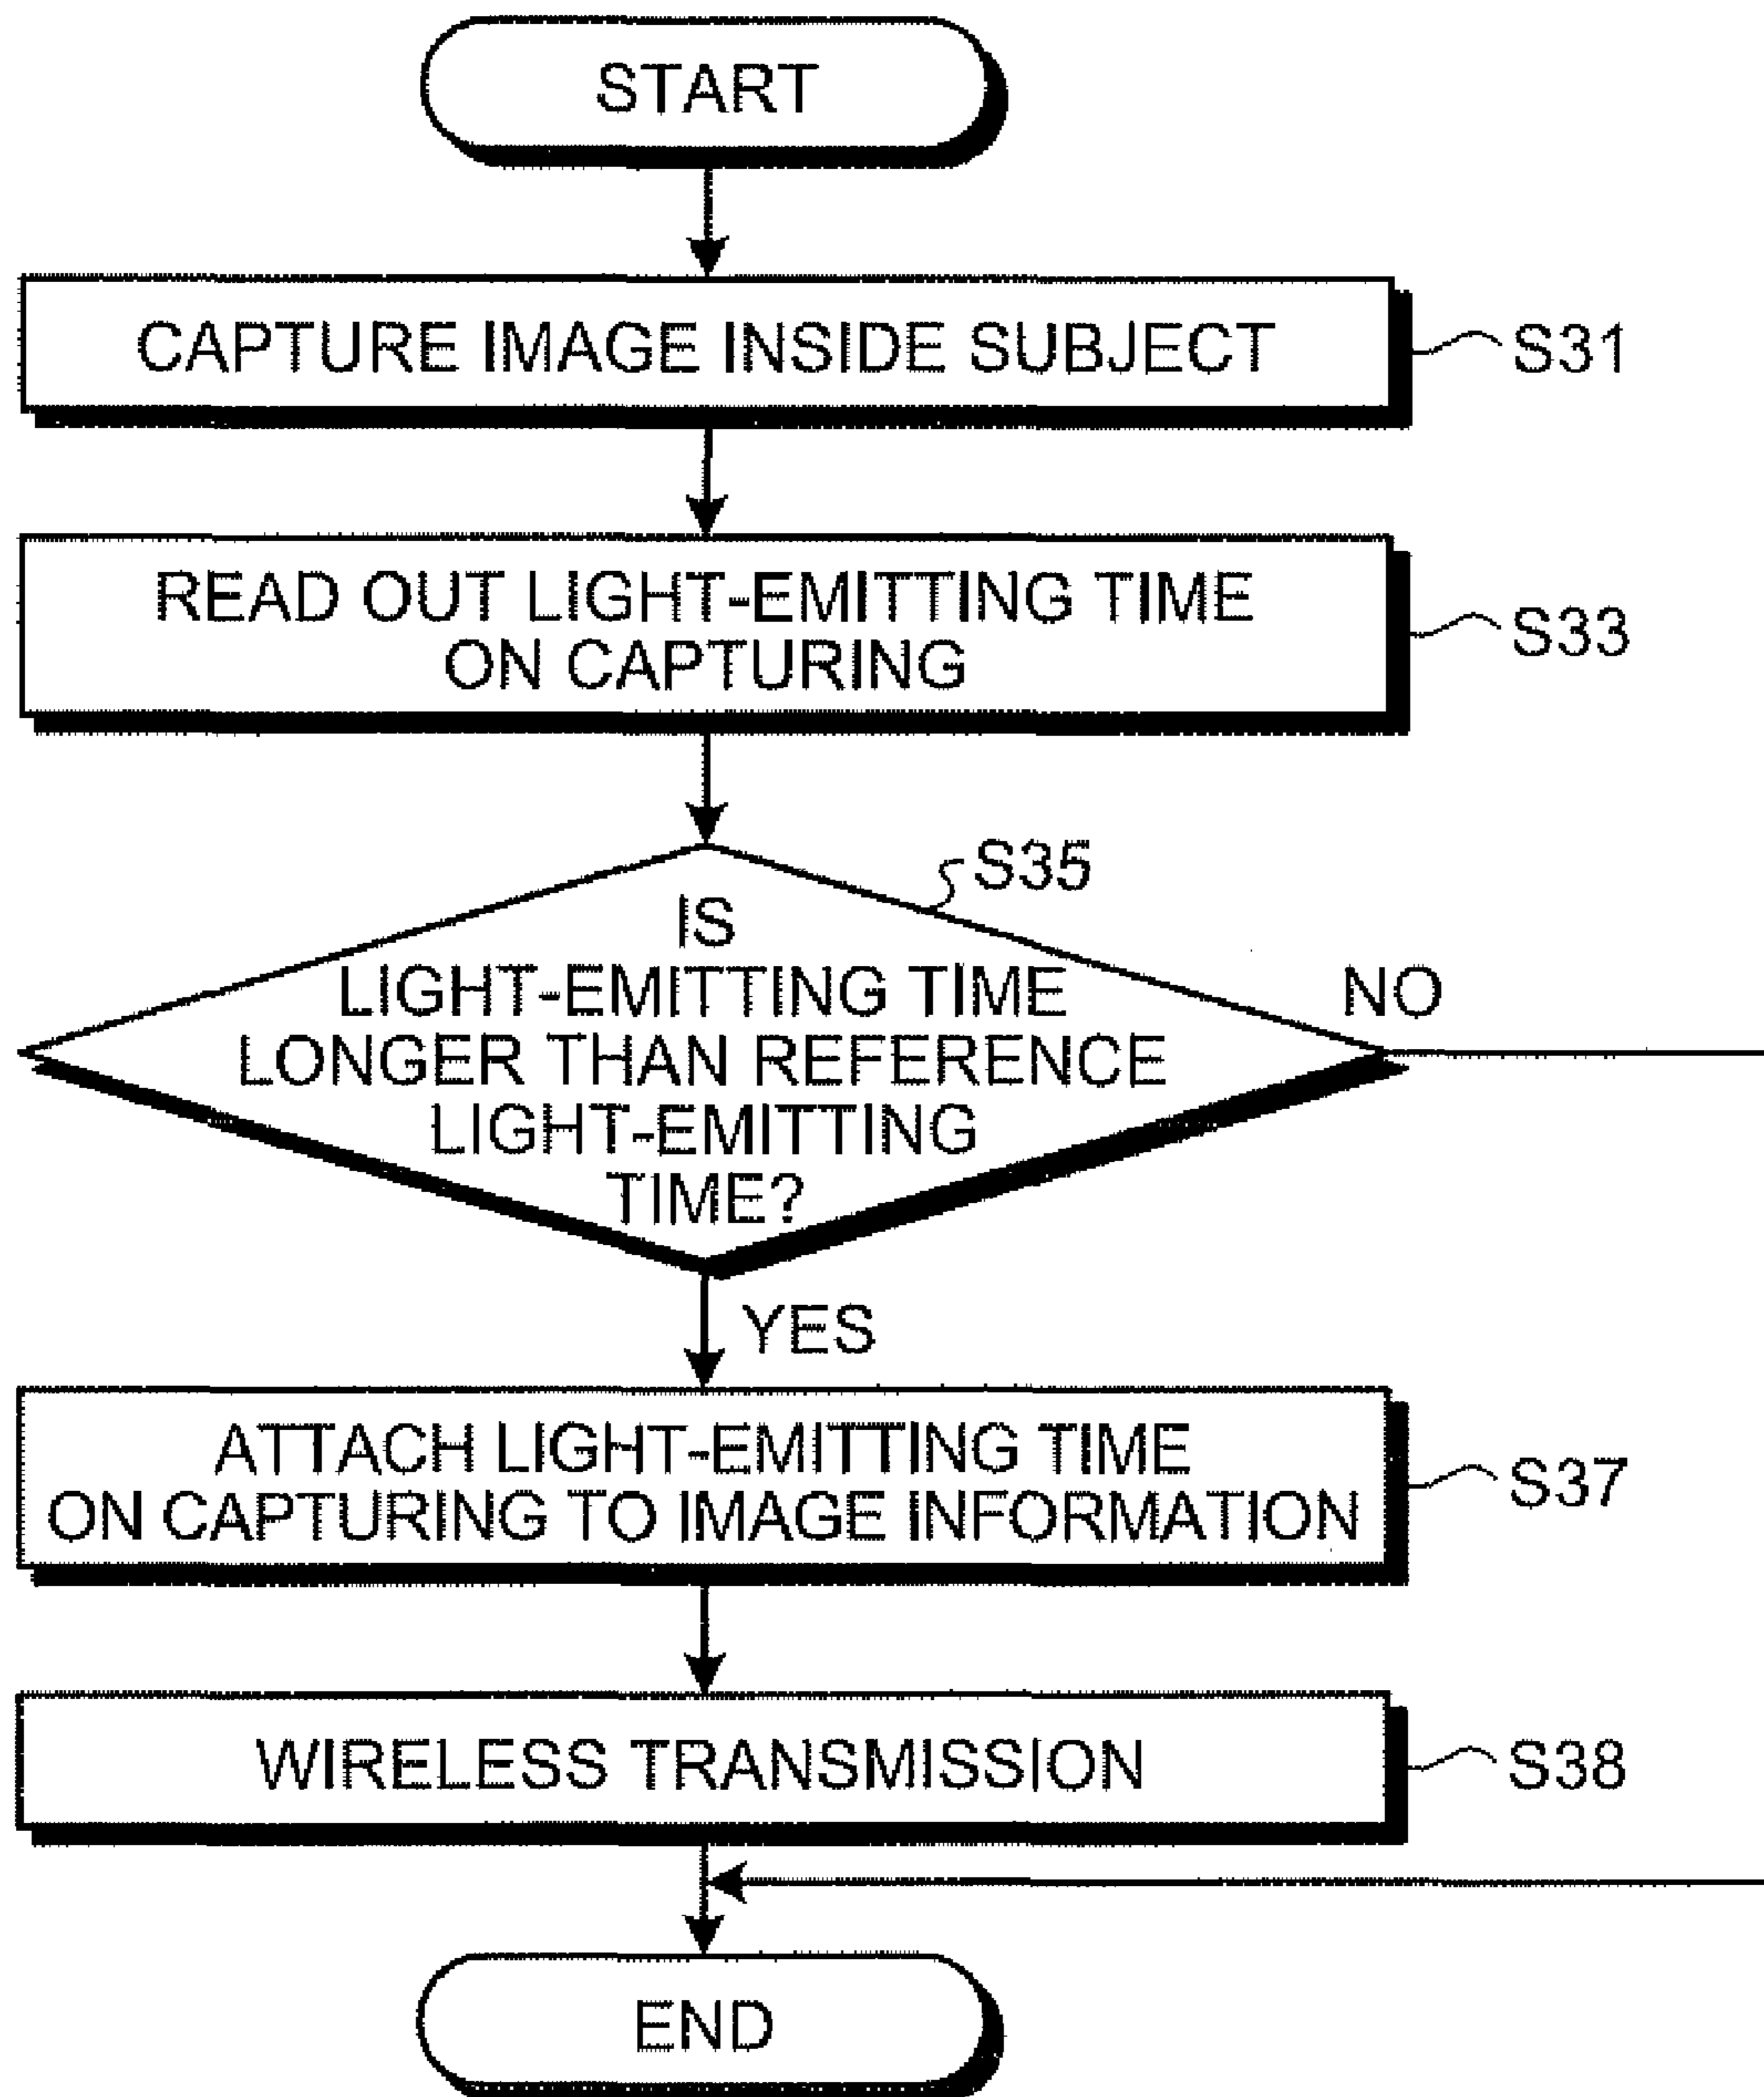 START
CAPTURE IMAGE INSIDE SUBJECT
S31
READ OUT LIGHT-EMITTING TIME
ON CAPTURING
S33
S35
IS
LIGHT-EMITTING TIME
LONGER THAN REFERENCE
LIGHT-EMITTING
TIME?
NO
YES
ATTACH LIGHT-EMITTING TIME
ON CAPTURING TO IMAGE INFORMATION
S37
WIRELESS TRANSMISSION
S38
END